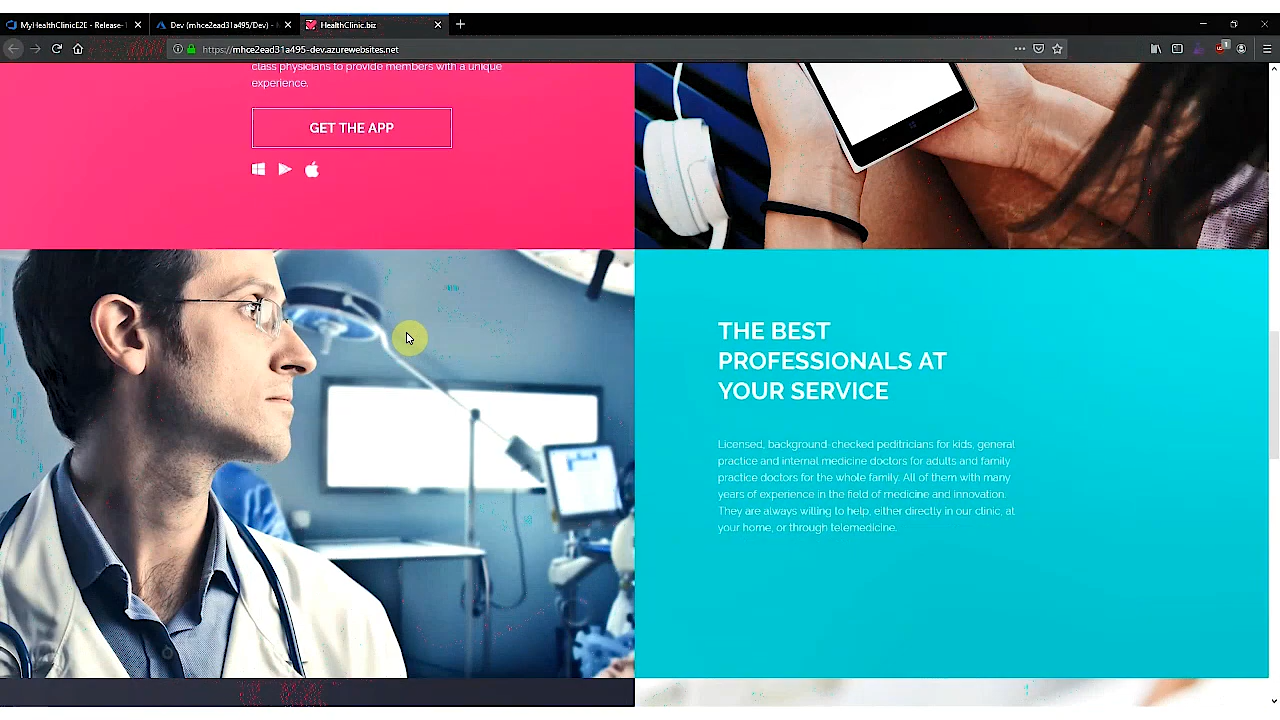 MyHealthClinicE2E - Release-
Dev (mhce2ead31a495/Dev) -
HealthClinic.biz
https://mhce2ead31a495-dev.azurewebsites.net
class physicians to provide members with a unique
experience.
GET THE APP
THE BEST
PROFESSIONALS AT
YOUR SERVICE
Licensed, background-checked peditricians for kids, general
practice and internal medicine doctors for adults and family
practice doctors for the whole family. All of them with many
years of experience in the field of medicine and innovation.
They are always willing to help, either directly in our clinic, at
your home, or through telemedicine.